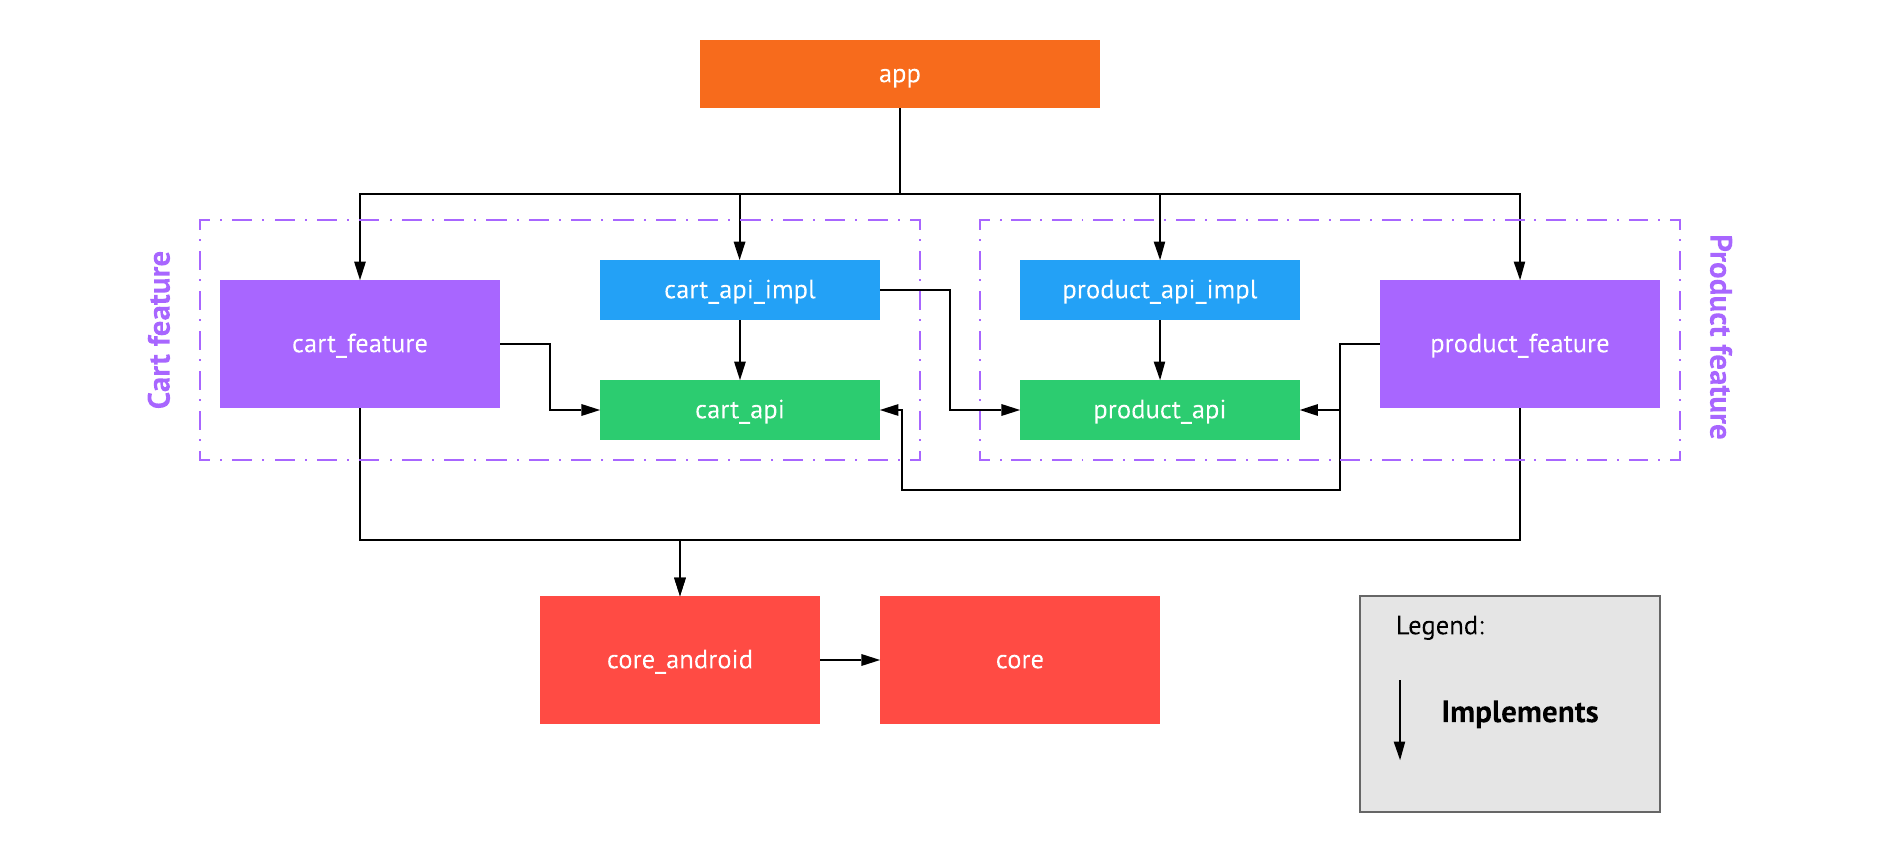 app
Cart feature
cart_feature
cart_api_impl
cart_api
product_api_impl
product_api
product_feature
Product feature
core_android
core
Legend:
Implements